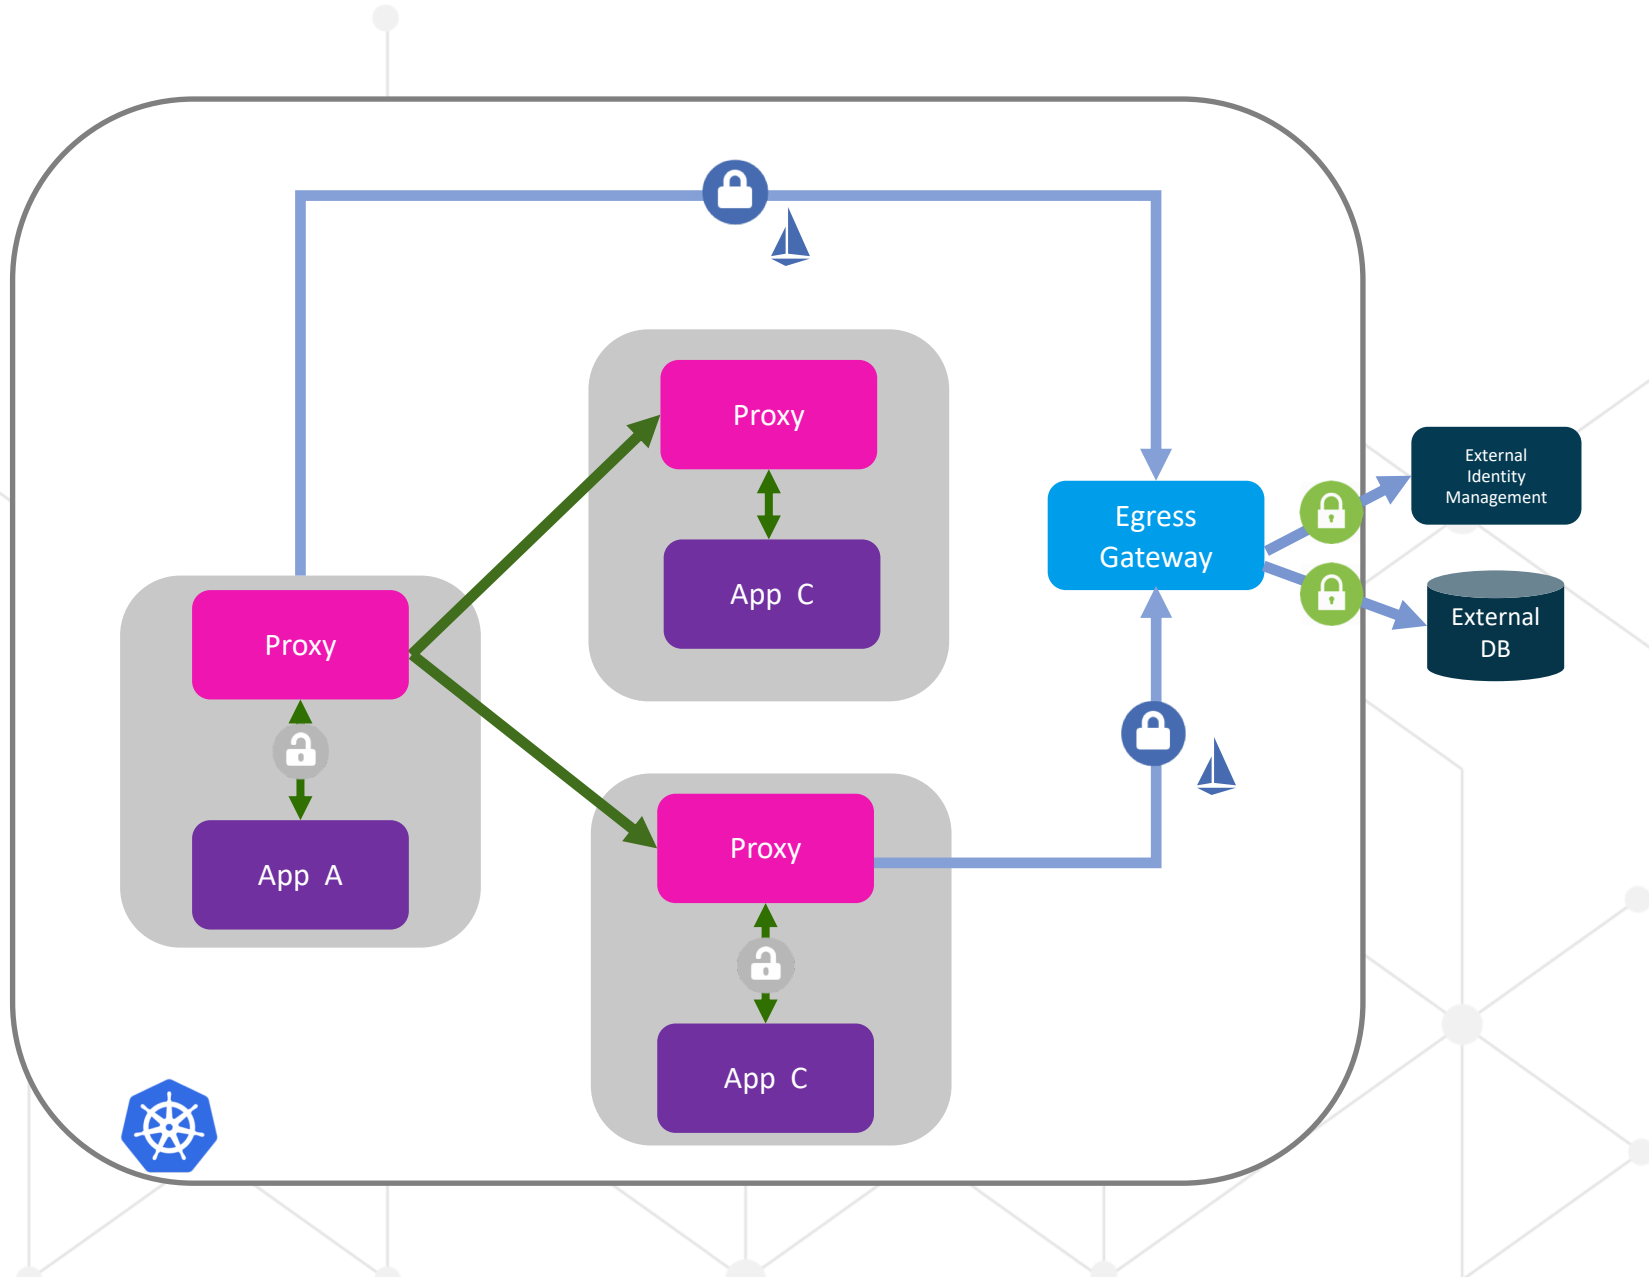 Proxy
App C
External
Identity
Management
Egress
Gateway
External
DB
Proxy
App A
Proxy
App C